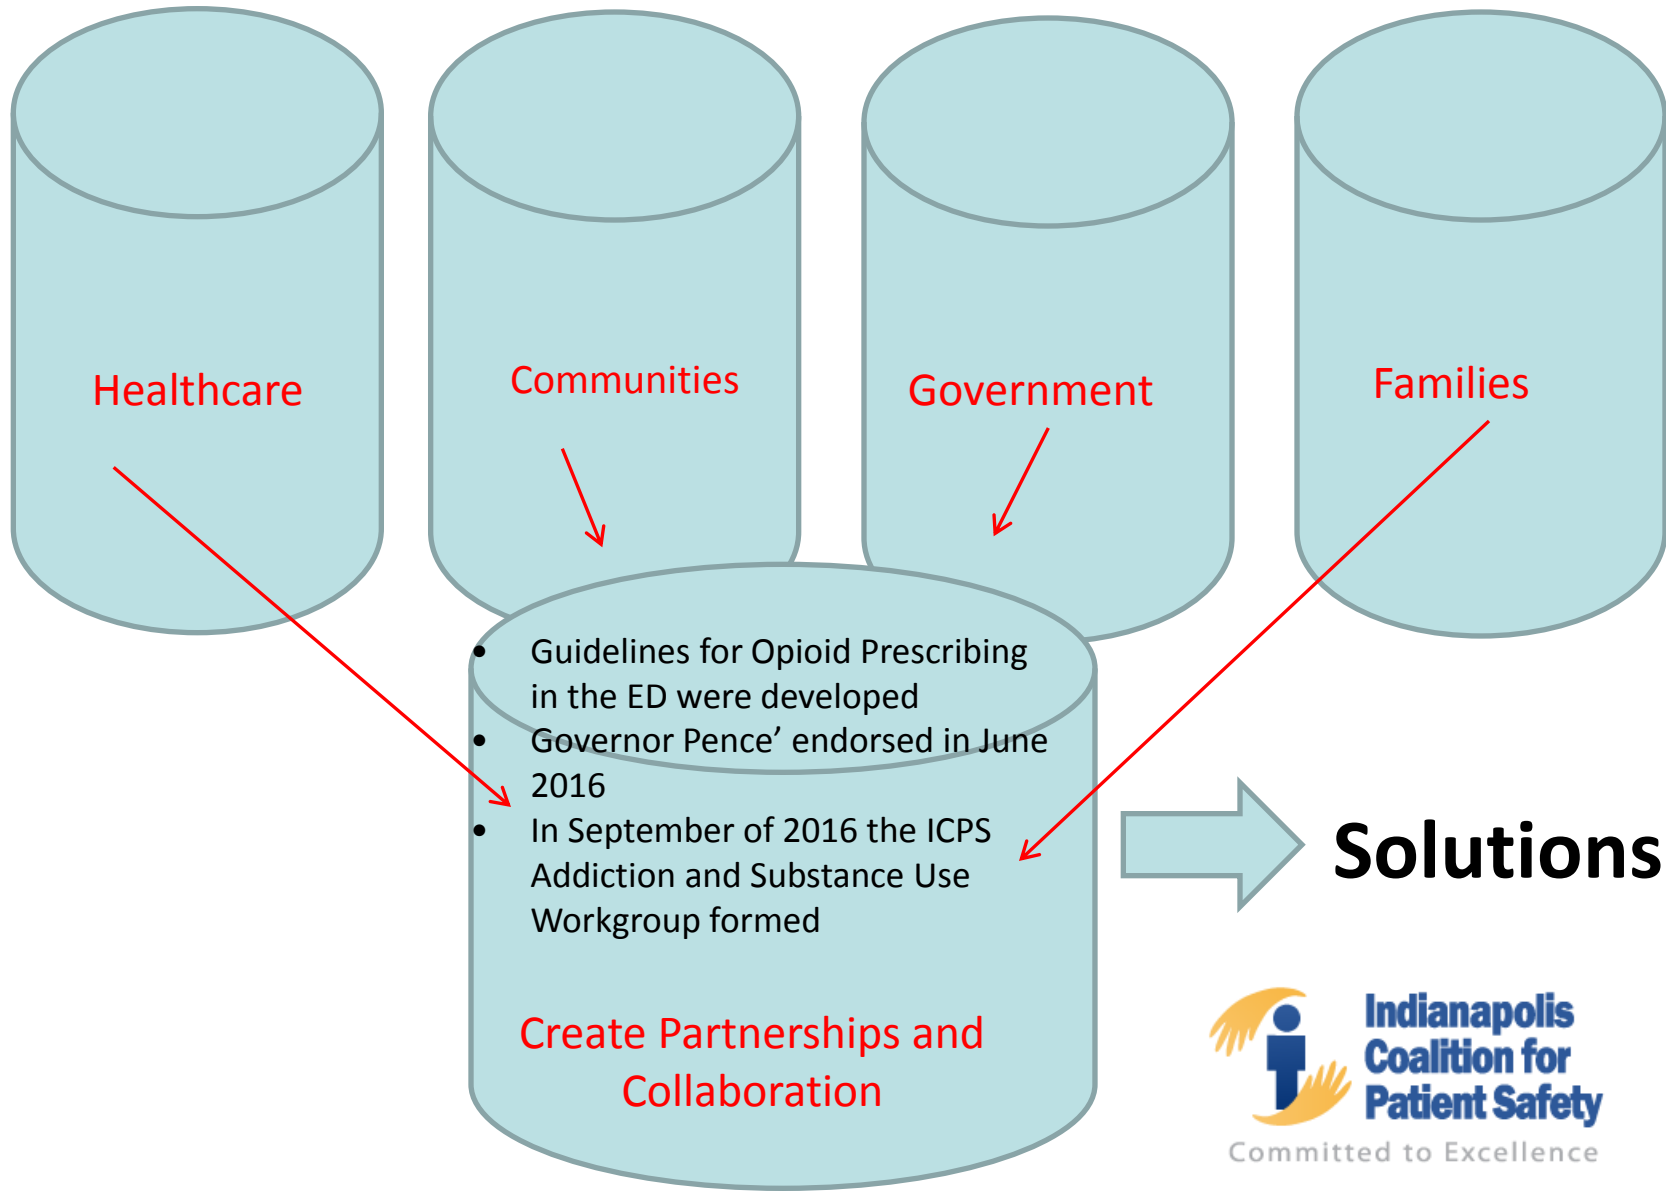 Healthcare
Communities
Government
Families
• Guidelines for Opioid Prescribing
in the ED were developed
• Governor Pence’ endorsed in June
2016
• In September of 2016 the ICPS
Addiction and Substance Use
Workgroup formed
Create Partnerships and
Collaboration
Solutions
Indianapolis
Coalition for
Patient Safety
Committed to Excellence